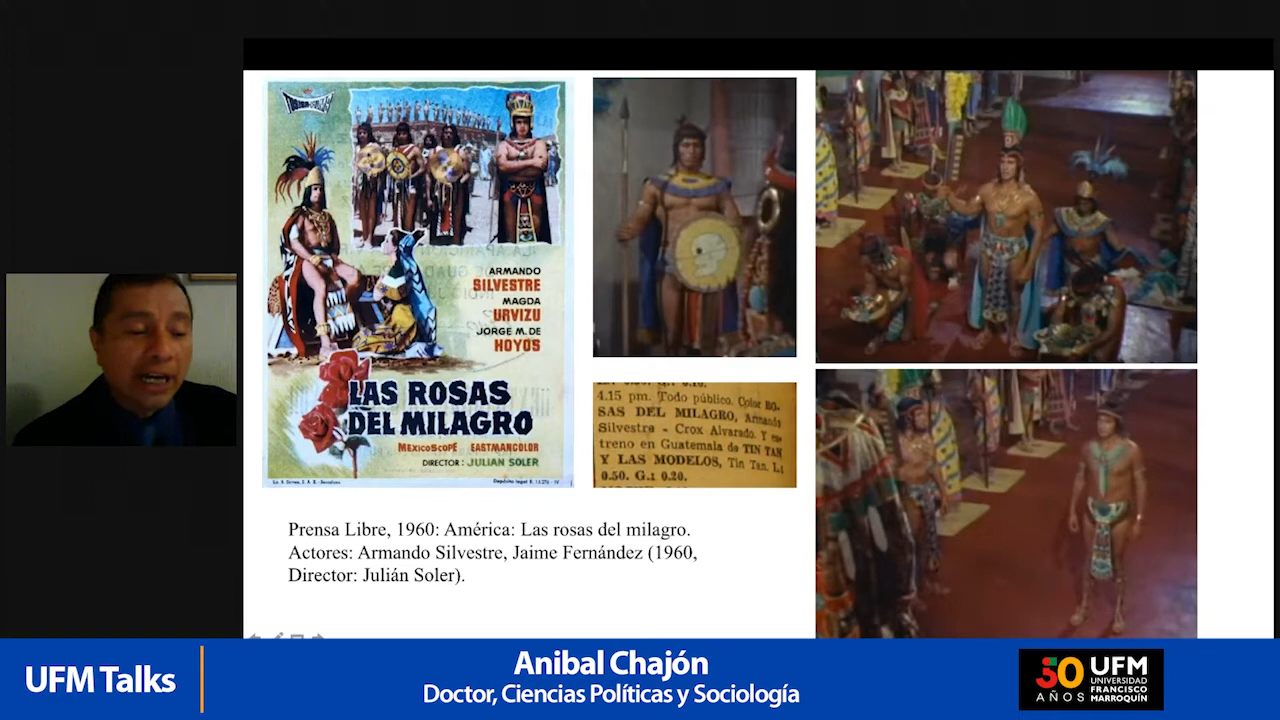 ARMANDO
SILVESTRE
MAGDA
URVIZU
JORGE M. DE
HOYOS
LAS ROSAS
DEL MILAGRO
MEXICOSCOPÉ EASTMANCOLOR
DIRECTOR: JULIAN SOLER
4.15 pm. Todo público. Color RO-
SAS DEL MILAGRO, Armando
Silvestre - Crox Alvarado. Y es-
treno en Guatemala de TIN TAN
Y LAS MODELOS, Tin Tan. L:
0.50. G.: 0.20.
Prensa Libre, 1960: América: Las rosas del milagro.
Actores: Armando Silvestre, Jaime Fernández (1960,
Director: Julián Soler).
UFM Talks
Anibal Chajón
Doctor, Ciencias Políticas y Sociología
50
AÑOS
UFM
UNIVERSIDAD
FRANCISCO
MARROQUÍN